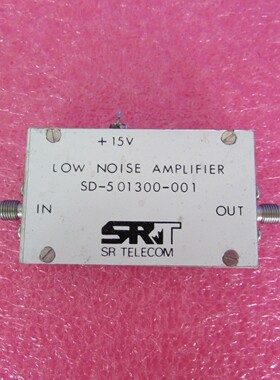 +15V
LOW NOISE AMPLIFIER
SD-501300-001
IN OUT
SRT
SR TELECOM